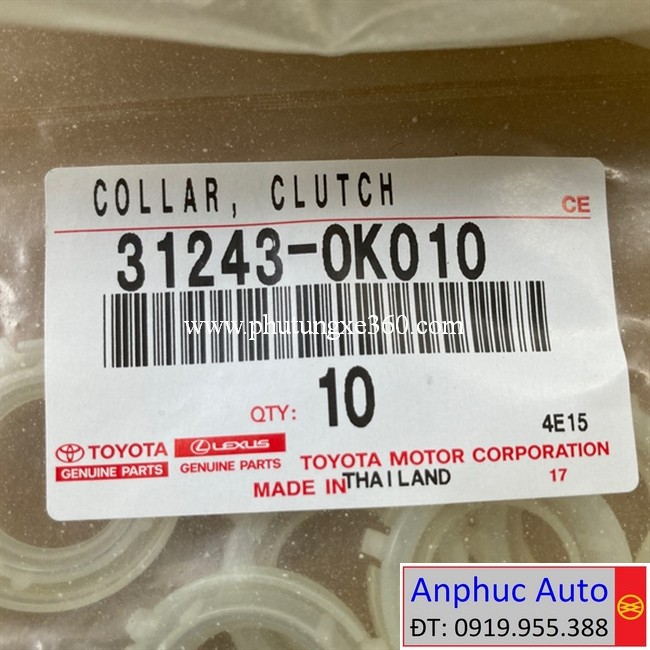 COLLAR, CLUTCH
CE
31243-0K010
www.phutungxe360.com
QTY: 10
4E15
TOYOTA
GENUINE PARTS
LEXUS
GENUINE PARTS
TOYOTA MOTOR CORPORATION
MADE IN THAILAND
17
Anphuc Auto
ĐT: 0919.955.388